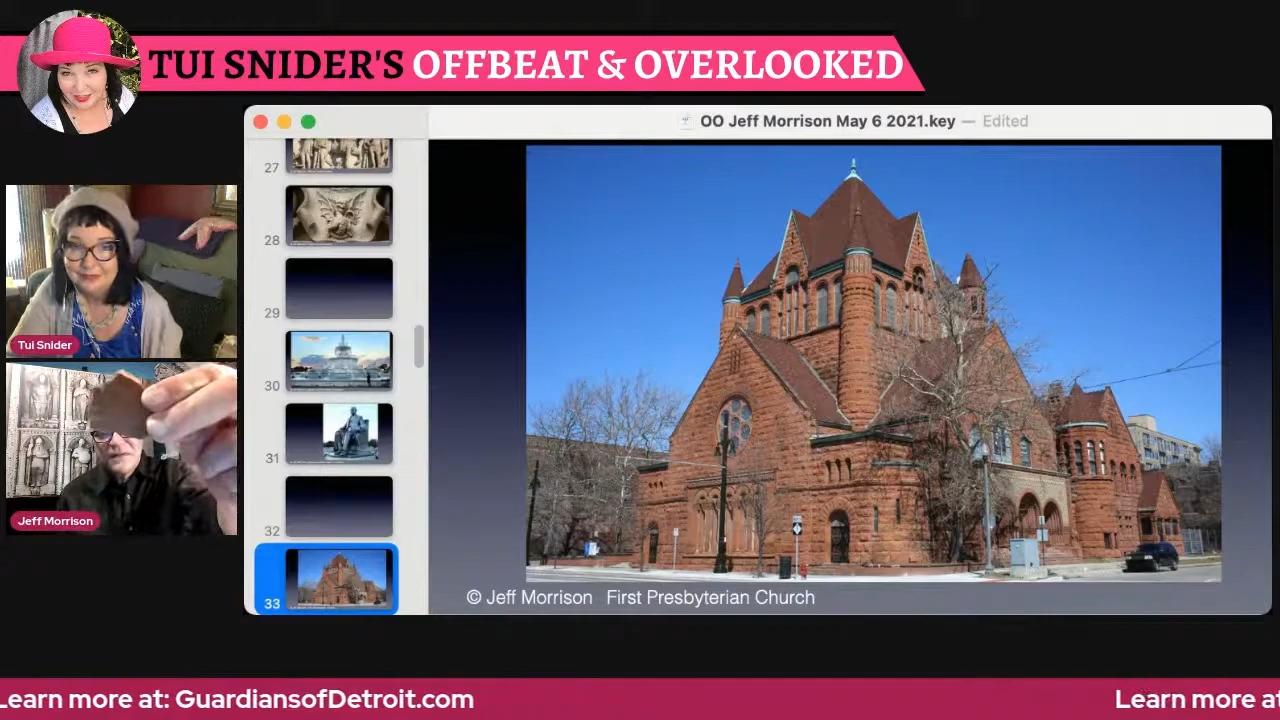 TUI SNIDER'S OFFBEAT & OVERLOOKED
OO Jeff Morrison May 6 2021.key — Edited
27
28
29
30
31
32
33
Tui Snider
Jeff Morrison
© Jeff Morrison First Presbyterian Church
Learn more at: GuardiansofDetroit.com
Learn more at